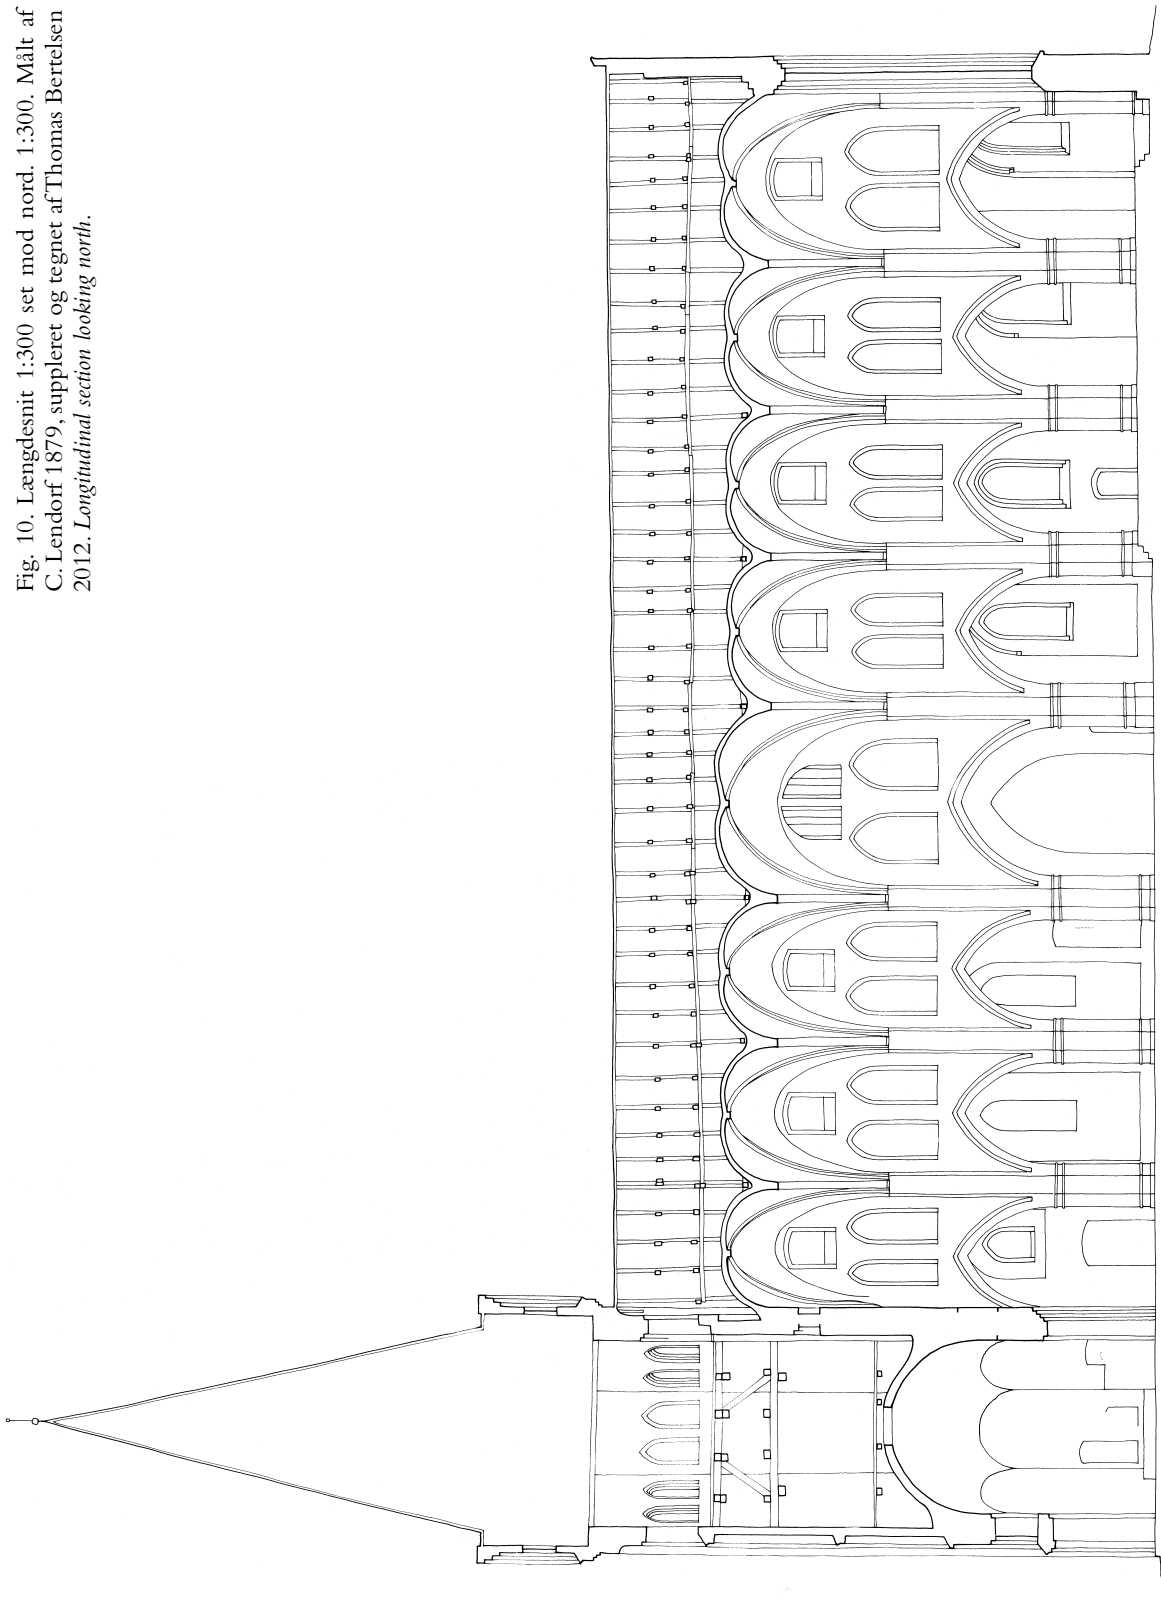 Fig. 10. Længdesnit 1:300 set mod nord. 1:300. Målt af
C. Lendorf 1879, suppleret og tegnet af Thomas Bertelsen
2012. Longitudinal section looking north.